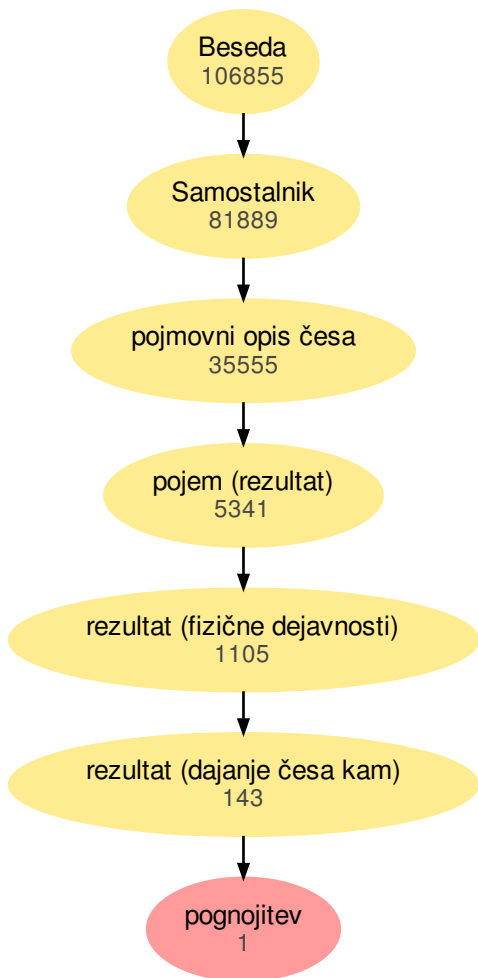 Beseda
106855
Samostalnik
81889
pojmovni opis česa
35555
pojem (rezultat)
5341
rezultat (fizične dejavnosti)
1105
rezultat (dajanje česa kam)
143
pognojitev
1